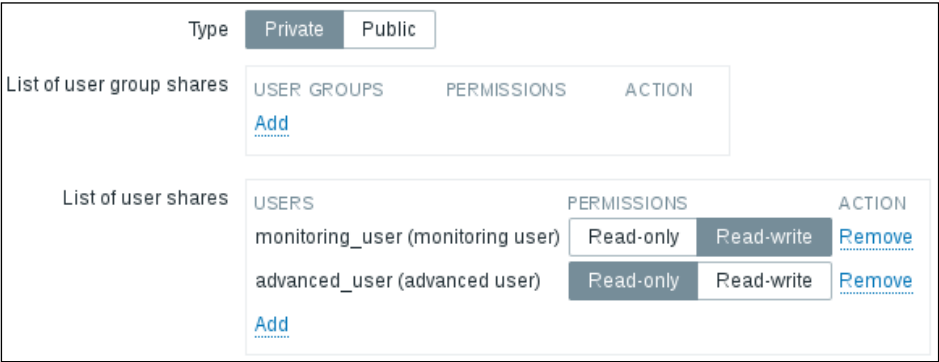 Type Private Public
List of user group shares USER GROUPS PERMISSIONS ACTION
Add
List of user shares USERS PERMISSIONS ACTION
monitoring_user (monitoring user) Read-only Read-write Remove
advanced_user (advanced user) Read-only Read-write Remove
Add